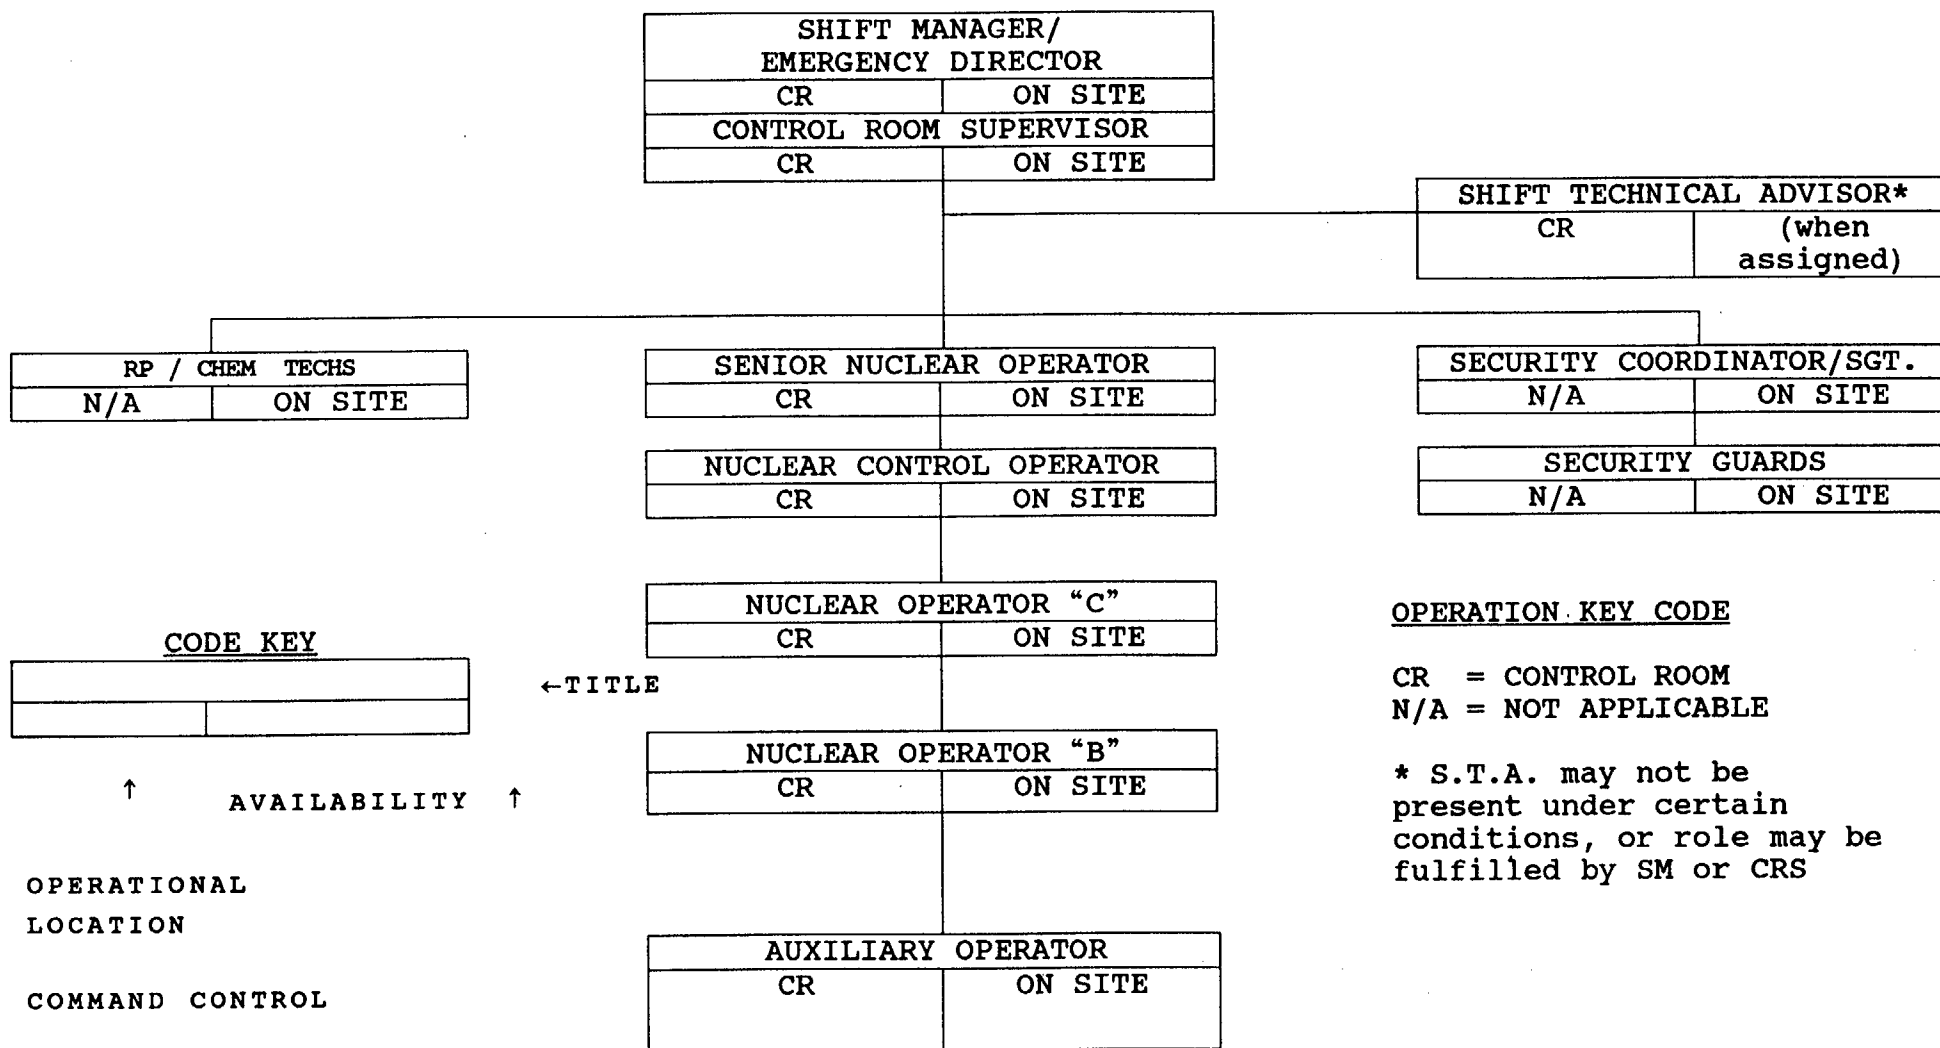 SHIFT MANAGER/
EMERGENCY DIRECTOR
CR ON SITE
CONTROL ROOM SUPERVISOR
CR ON SITE
SHIFT TECHNICAL ADVISOR*
CR (when
assigned)
RP / CHEM TECHS
N/A ON SITE
SENIOR NUCLEAR OPERATOR
CR ON SITE
SECURITY COORDINATOR/SGT.
N/A ON SITE
NUCLEAR CONTROL OPERATOR
CR ON SITE
SECURITY GUARDS
N/A ON SITE
NUCLEAR OPERATOR “C”
CR ON SITE
CODE KEY
←TITLE
↑ AVAILABILITY ↑
OPERATIONAL
LOCATION
COMMAND CONTROL
NUCLEAR OPERATOR “B”
CR ON SITE
AUXILIARY OPERATOR
CR ON SITE
OPERATION KEY CODE
CR = CONTROL ROOM
N/A = NOT APPLICABLE
* S.T.A. may not be
present under certain
conditions, or role may be
fulfilled by SM or CRS